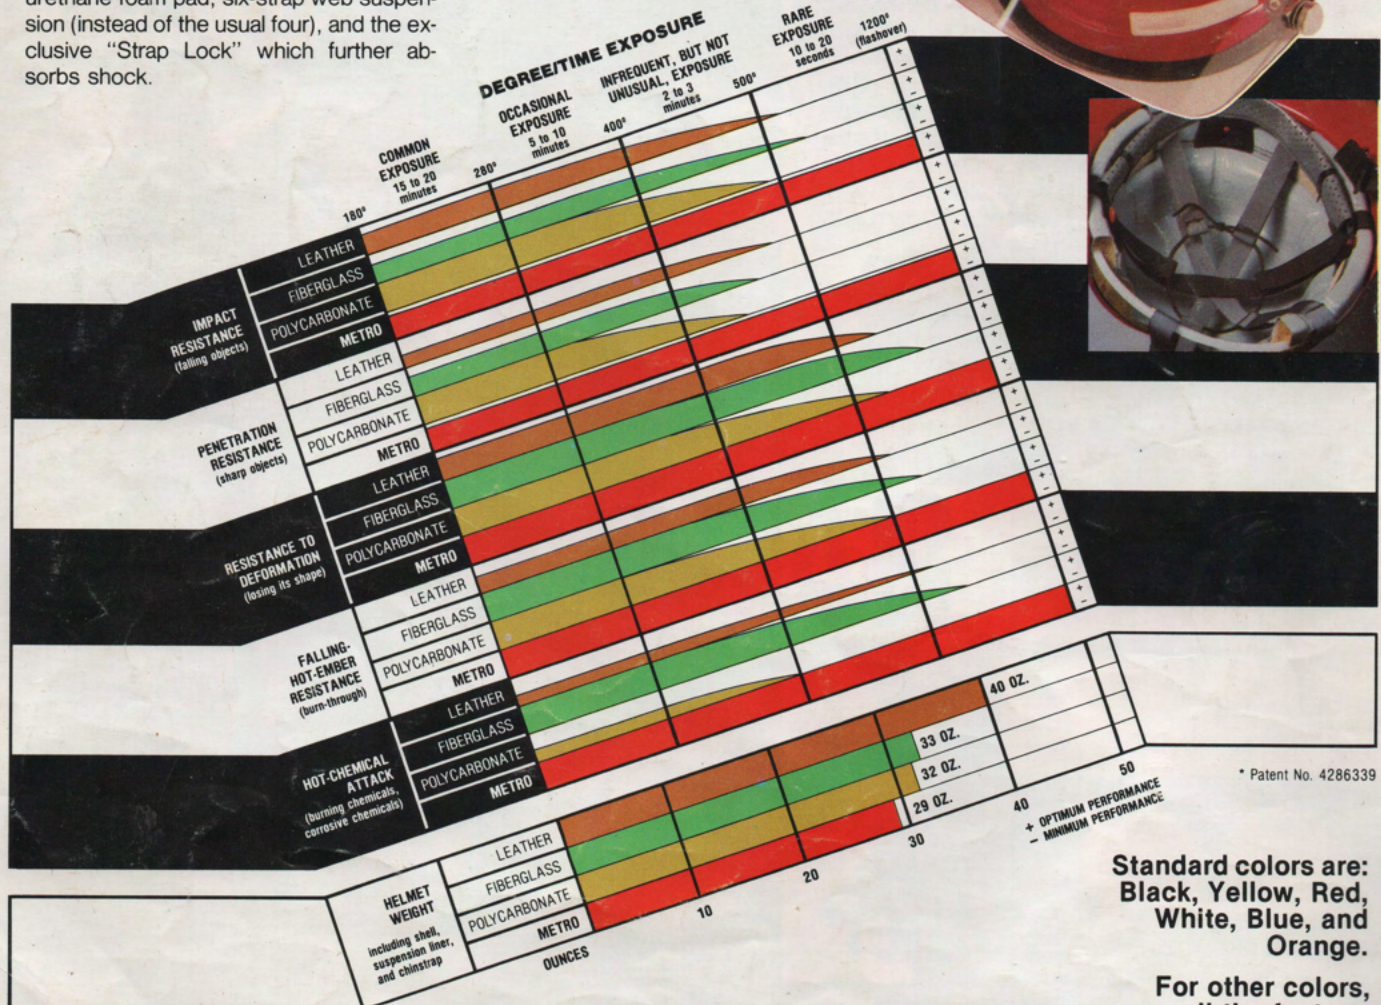 urethane foam pad, six-strap web suspen-
sion (instead of the usual four), and the ex-
clusive "Strap Lock" which further ab-
sorbs shock.
DEGREE/TIME EXPOSURE
180°
COMMON
EXPOSURE
15 to 20
minutes
280°
OCCASIONAL
EXPOSURE
5 to 10
minutes
400°
INFREQUENT, BUT NOT
UNUSUAL, EXPOSURE
2 to 3
minutes
500°
RARE
EXPOSURE
10 to 20
seconds
1200°
(flashover)
IMPACT
RESISTANCE
(falling objects)
LEATHER
FIBERGLASS
POLYCARBONATE
METRO
PENETRATION
RESISTANCE
(sharp objects)
LEATHER
FIBERGLASS
POLYCARBONATE
METRO
RESISTANCE TO
DEFORMATION
(losing its shape)
LEATHER
FIBERGLASS
POLYCARBONATE
METRO
FALLING-
HOT-EMBER
RESISTANCE
(burn-through)
LEATHER
FIBERGLASS
POLYCARBONATE
METRO
HOT-CHEMICAL
ATTACK
(burning chemicals,
corrosive chemicals)
LEATHER
FIBERGLASS
POLYCARBONATE
METRO
HELMET
WEIGHT
including shell,
suspension liner,
and chinstrap
LEATHER
FIBERGLASS
POLYCARBONATE
METRO
40 OZ.
33 OZ.
32 OZ.
29 OZ.
OUNCES
10
20
30
40
50
+ OPTIMUM PERFORMANCE
− MINIMUM PERFORMANCE
* Patent No. 4286339
Standard colors are:
Black, Yellow, Red,
White, Blue, and
Orange.
For other colors,